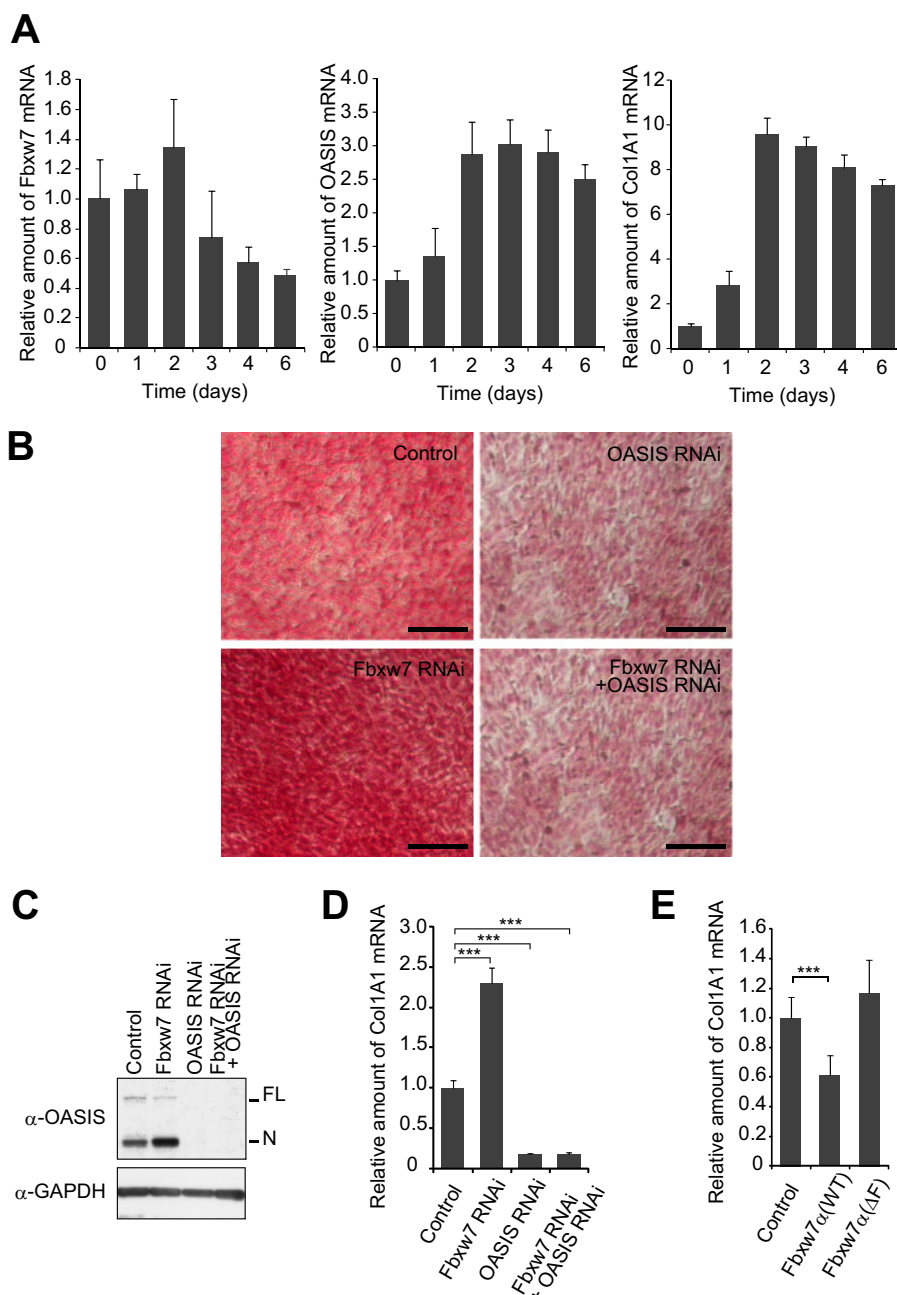 A
Relative amount of Fbxw7 mRNA
1.8
1.6
1.4
1.2
1.0
0.8
0.6
0.4
0.2
0
0 1 2 3 4 6
Time (days)
Relative amount of OASIS mRNA
4.0
3.5
3.0
2.5
2.0
1.5
1.0
0.5
0
0 1 2 3 4 6
Time (days)
Relative amount of Col1A1 mRNA
12
10
8
6
4
2
0
0 1 2 3 4 6
Time (days)
B
Control
OASIS RNAi
Fbxw7 RNAi
Fbxw7 RNAi
+OASIS RNAi
C
Control
Fbxw7 RNAi
OASIS RNAi
Fbxw7 RNAi
+ OASIS RNAi
α-OASIS
FL
N
α-GAPDH
D
Relative amount of Col1A1 mRNA
3.0
2.5
2.0
1.5
1.0
0.5
0
***
***
***
Control
Fbxw7 RNAi
OASIS RNAi
Fbxw7 RNAi
+ OASIS RNAi
E
Relative amount of Col1A1 mRNA
1.6
1.4
1.2
1.0
0.8
0.6
0.4
0.2
0
***
Control
Fbxw7α(WT)
Fbxw7α(ΔF)